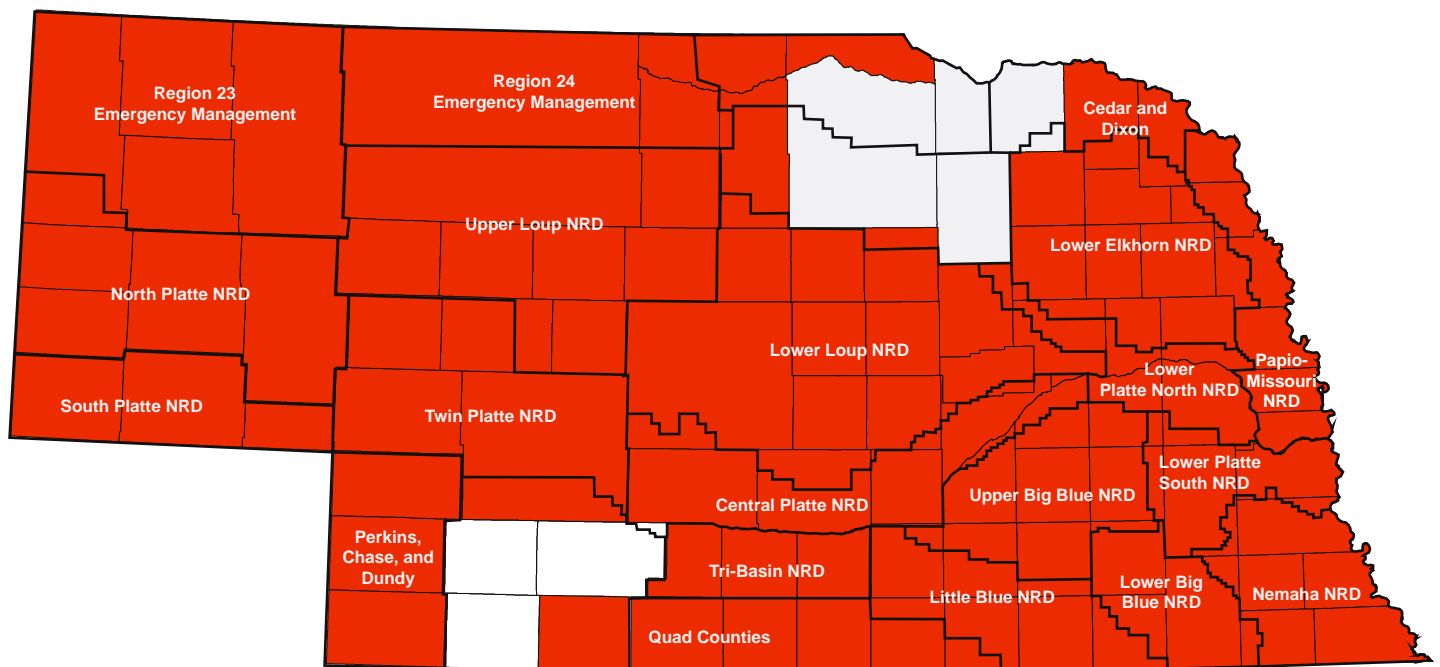 Region 23
Emergency Management
Region 24
Emergency Management
Cedar and
Dixon
Upper Loup NRD
Lower Elkhorn NRD
North Platte NRD
Lower Loup NRD
Lower
Platte North NRD
Papio-
Missouri
NRD
South Platte NRD
Twin Platte NRD
Lower Platte
South NRD
Upper Big Blue NRD
Central Platte NRD
Perkins,
Chase, and
Dundy
Tri-Basin NRD
Little Blue NRD
Lower Big
Blue NRD
Nemaha NRD
Quad Counties